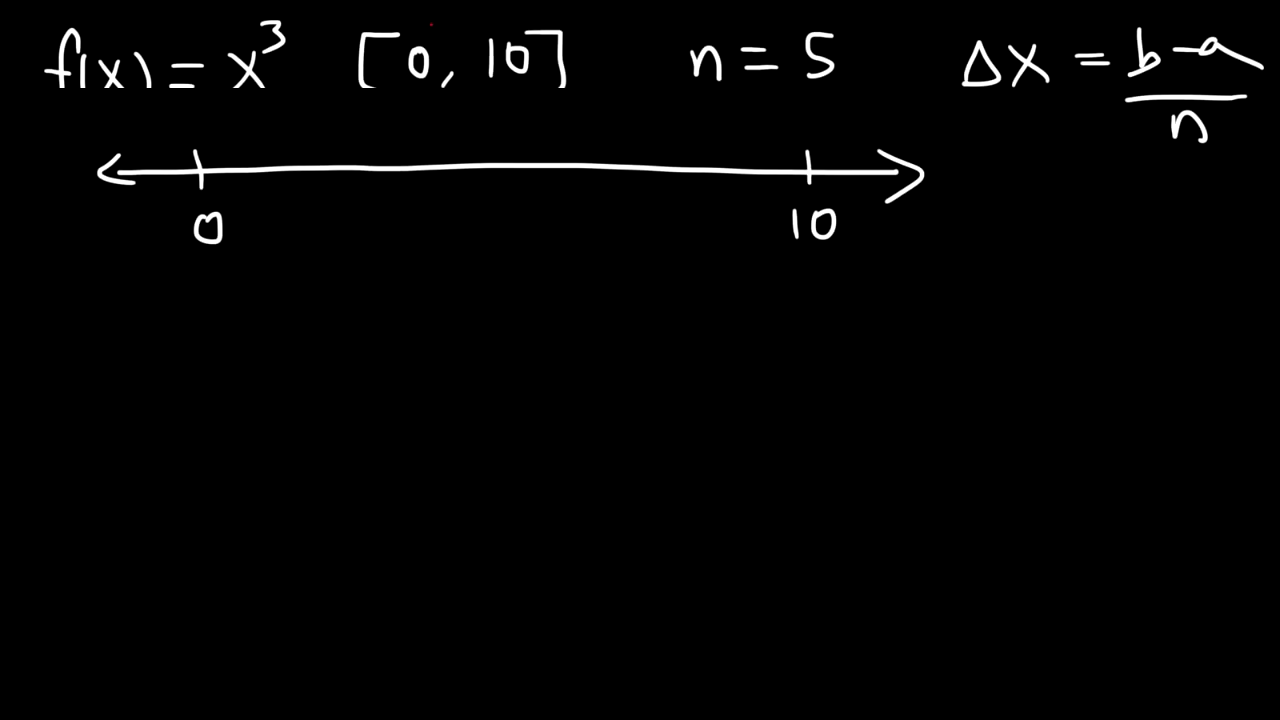 f(x) = x³ [0, 10] n = 5 Δx = b-a/n
0 10